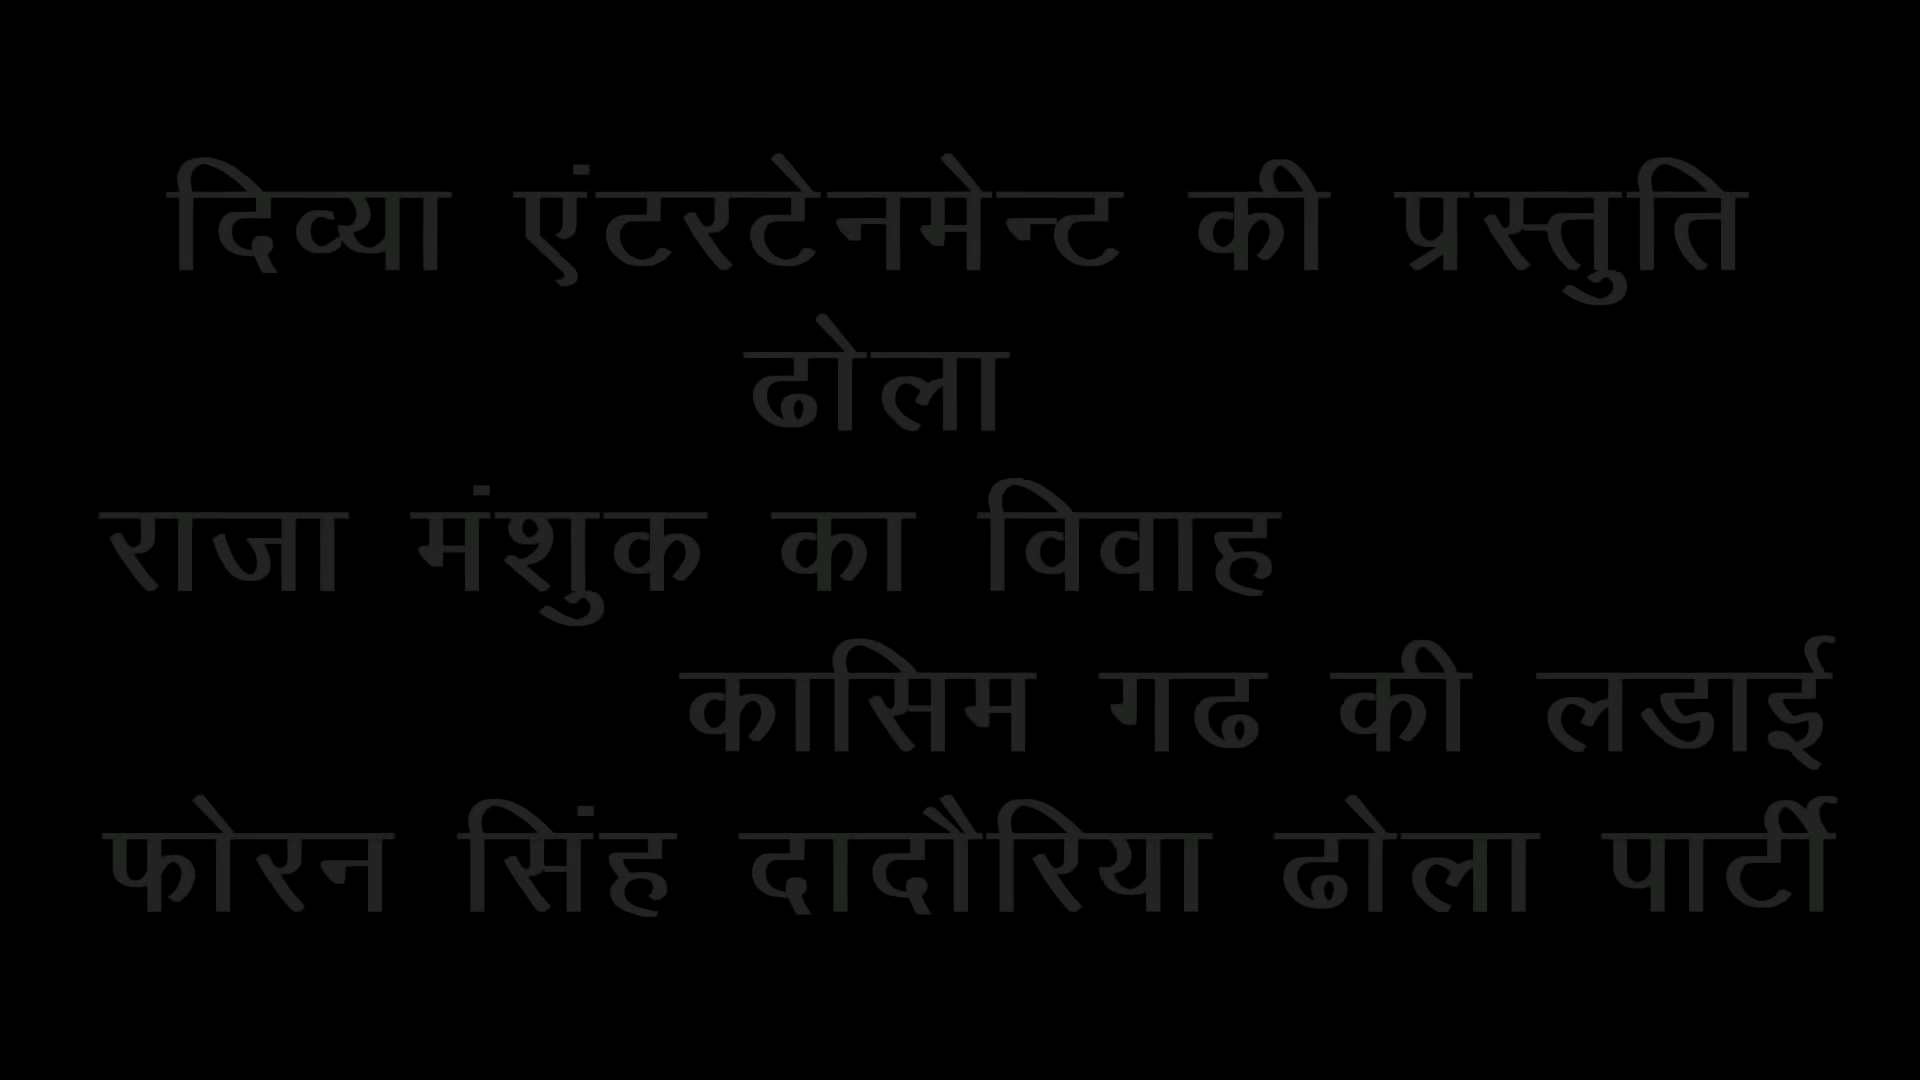 दिव्या एंटरटेनमेन्ट की प्रस्तुति
ढोला
राजा मंशुक का विवाह
कासिम गढ की लडाई
फोरन सिंह दादौरिया ढोला पार्टी